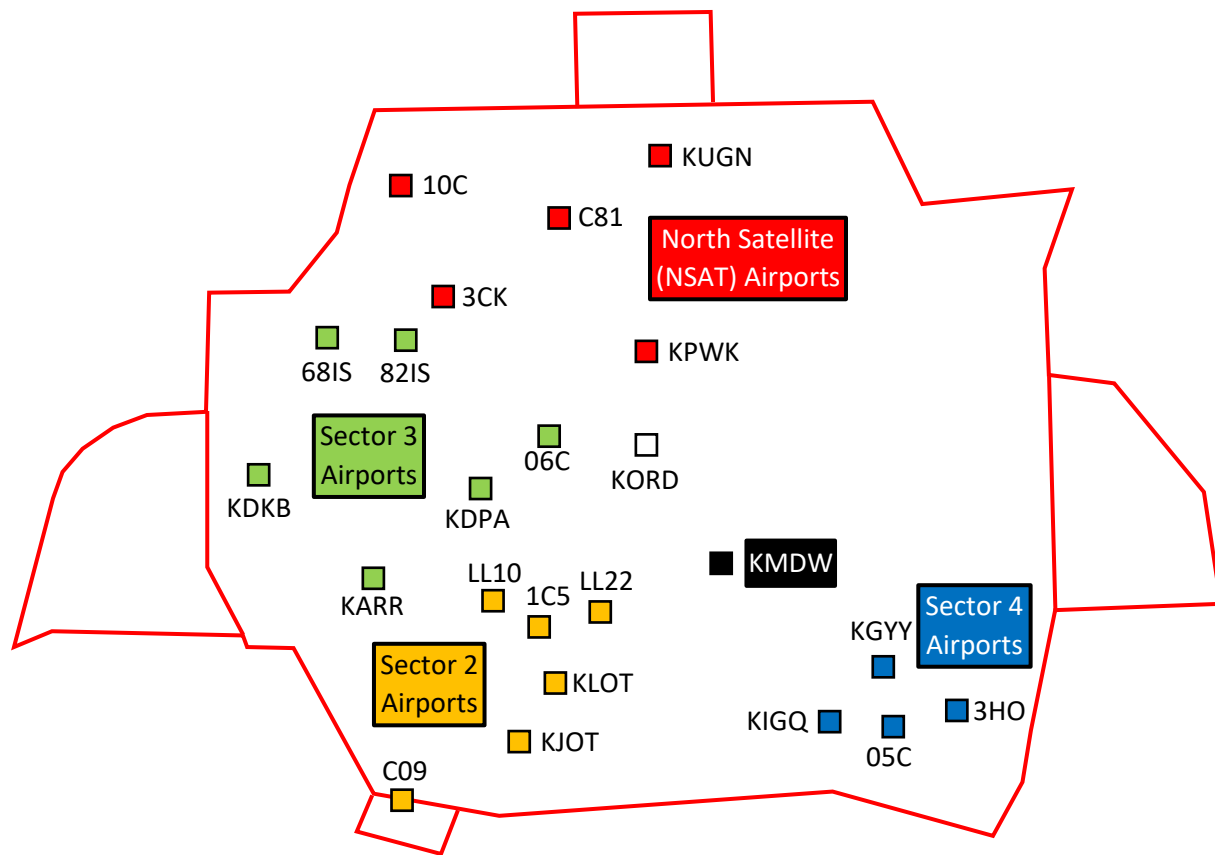 KUGN
10C
C81
North Satellite
(NSAT) Airports
3CK
KPWK
68IS
82IS
Sector 3
Airports
06C
KORD
KDKB
KDPA
KMDW
LL10
1C5
LL22
KARR
Sector 4
Airports
KGYY
Sector 2
Airports
KLOT
KIGQ
3HO
05C
KJOT
C09